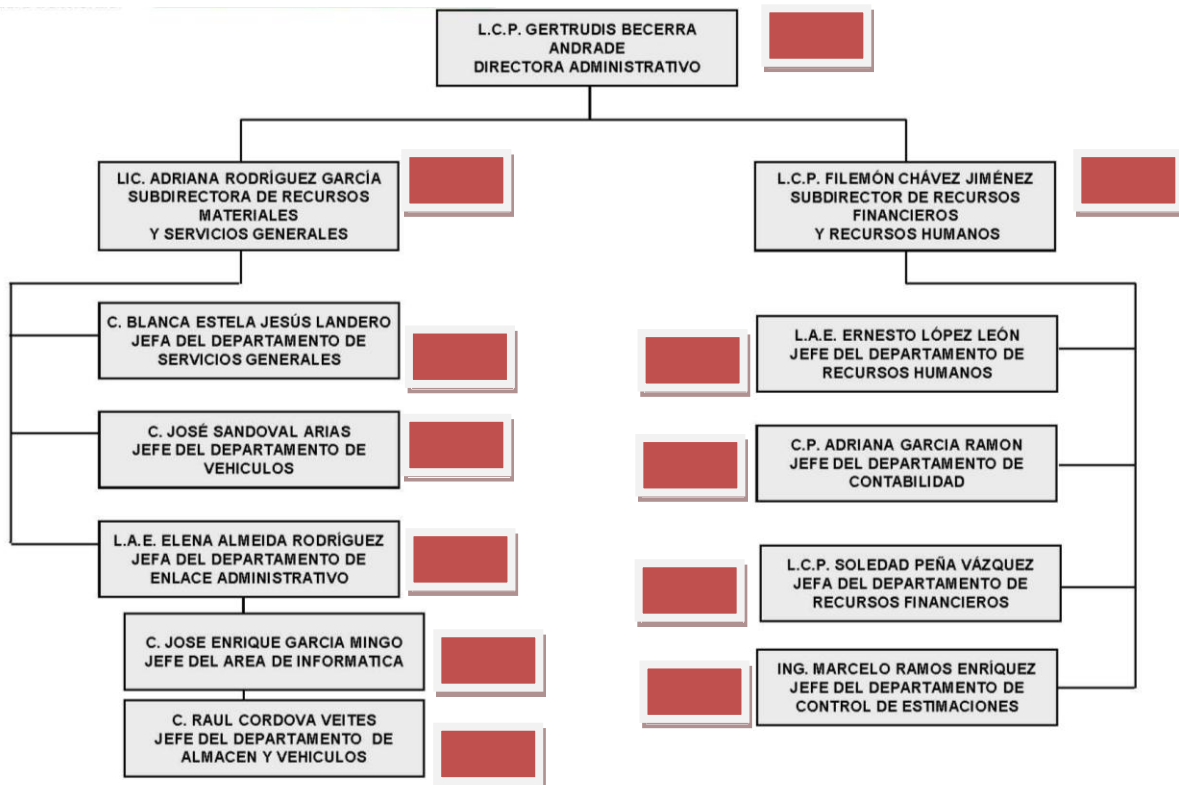 L.C.P. GERTRUDIS BECERRA
ANDRADE
DIRECTORA ADMINISTRATIVO
LIC. ADRIANA RODRÍGUEZ GARCÍA
SUBDIRECTORA DE RECURSOS
MATERIALES
Y SERVICIOS GENERALES
C. BLANCA ESTELA JESÚS LANDERO
JEFA DEL DEPARTAMENTO DE
SERVICIOS GENERALES
C. JOSÉ SANDOVAL ARIAS
JEFE DEL DEPARTAMENTO DE
VEHICULOS
L.A.E. ELENA ALMEIDA RODRÍGUEZ
JEFA DEL DEPARTAMENTO DE
ENLACE ADMINISTRATIVO
C. JOSE ENRIQUE GARCIA MINGO
JEFE DEL AREA DE INFORMATICA
C. RAUL CORDOVA VEITES
JEFE DEL DEPARTAMENTO DE
ALMACEN Y VEHICULOS
L.C.P. FILEMÓN CHÁVEZ JIMÉNEZ
SUBDIRECTOR DE RECURSOS
FINANCIEROS
Y RECURSOS HUMANOS
L.A.E. ERNESTO LÓPEZ LEÓN
JEFE DEL DEPARTAMENTO DE
RECURSOS HUMANOS
C.P. ADRIANA GARCIA RAMON
JEFE DEL DEPARTAMENTO DE
CONTABILIDAD
L.C.P. SOLEDAD PEÑA VÁZQUEZ
JEFA DEL DEPARTAMENTO DE
RECURSOS FINANCIEROS
ING. MARCELO RAMOS ENRÍQUEZ
JEFE DEL DEPARTAMENTO DE
CONTROL DE ESTIMACIONES